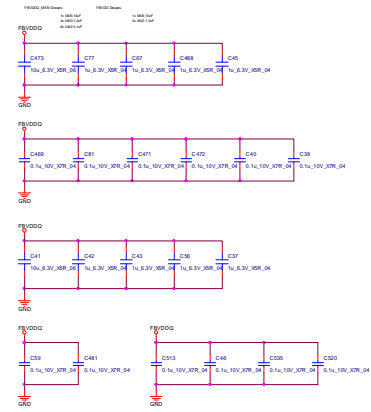 FBVDDQ_MEM Decaps: FBVDD Decaps:
FBVDDQ
C473 C77 C67 C488 C45
10u_6.3V_X5R_06 1u_6.3V_X5R_04 1u_6.3V_X5R_04 1u_6.3V_X5R_04 1u_6.3V_X5R_04
GND
FBVDDQ
C469 C81 C471 C472 C40 C39
0.1u_10V_X7R_04 0.1u_10V_X7R_04 0.1u_10V_X7R_04 0.1u_10V_X7R_04 0.1u_10V_X7R_04 0.1u_10V_X7R_04
GND
FBVDDQ
C41 C42 C43 C56 C37
10u_6.3V_X5R_06 1u_6.3V_X5R_04 1u_6.3V_X5R_04 1u_6.3V_X5R_04 1u_6.3V_X5R_04
GND
FBVDDQ FBVDDQ
C59 C481 C513 C46 C535 C520
0.1u_10V_X7R_04 0.1u_10V_X7R_04 0.1u_10V_X7R_04 0.1u_10V_X7R_04 0.1u_10V_X7R_04 0.1u_10V_X7R_04
GND GND